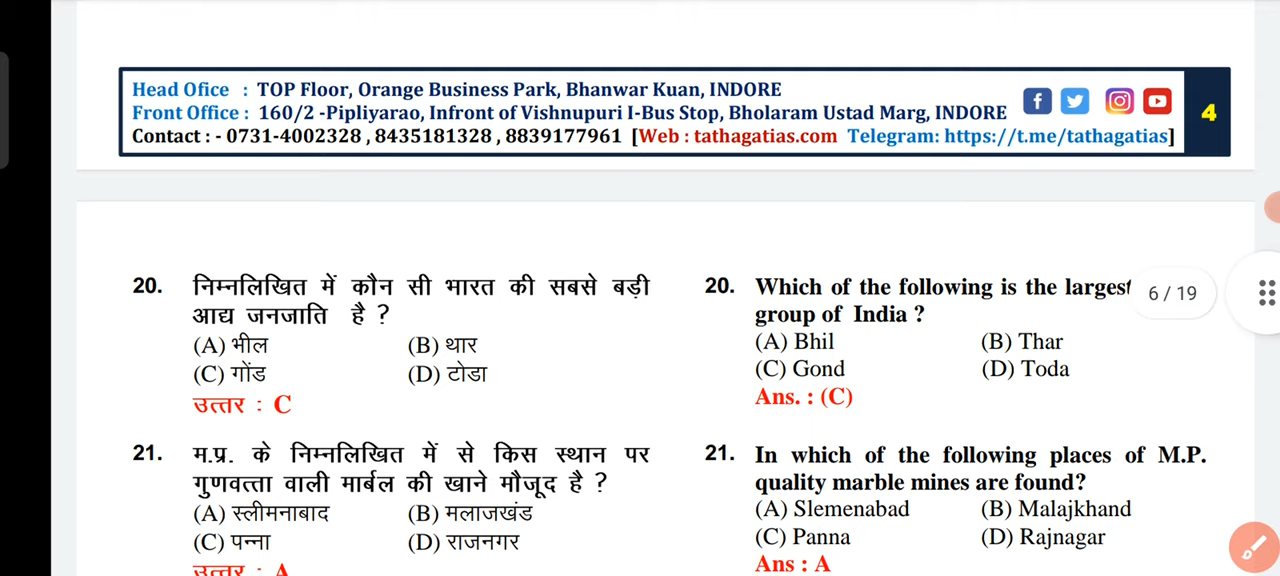 Head Ofice : TOP Floor, Orange Business Park, Bhanwar Kuan, INDORE
Front Office : 160/2 -Pipliyarao, Infront of Vishnupuri I-Bus Stop, Bholaram Ustad Marg, INDORE
Contact : - 0731-4002328 , 8435181328 , 8839177961 [Web : tathagatias.com Telegram: https://t.me/tathagatias]
4
6 / 19
20. निम्नलिखित में कौन सी भारत की सबसे बड़ी
आद्य जनजाति है ?
(A) भील (B) थार
(C) गोंड (D) टोडा
उत्तर : C
21. म.प्र. के निम्नलिखित में से किस स्थान पर
गुणवत्ता वाली मार्बल की खाने मौजूद है ?
(A) स्लीमनाबाद (B) मलाजखंड
(C) पन्ना (D) राजनगर
उत्तर : A
20. Which of the following is the largest
group of India ?
(A) Bhil (B) Thar
(C) Gond (D) Toda
Ans. : (C)
21. In which of the following places of M.P.
quality marble mines are found?
(A) Slemenabad (B) Malajkhand
(C) Panna (D) Rajnagar
Ans : A